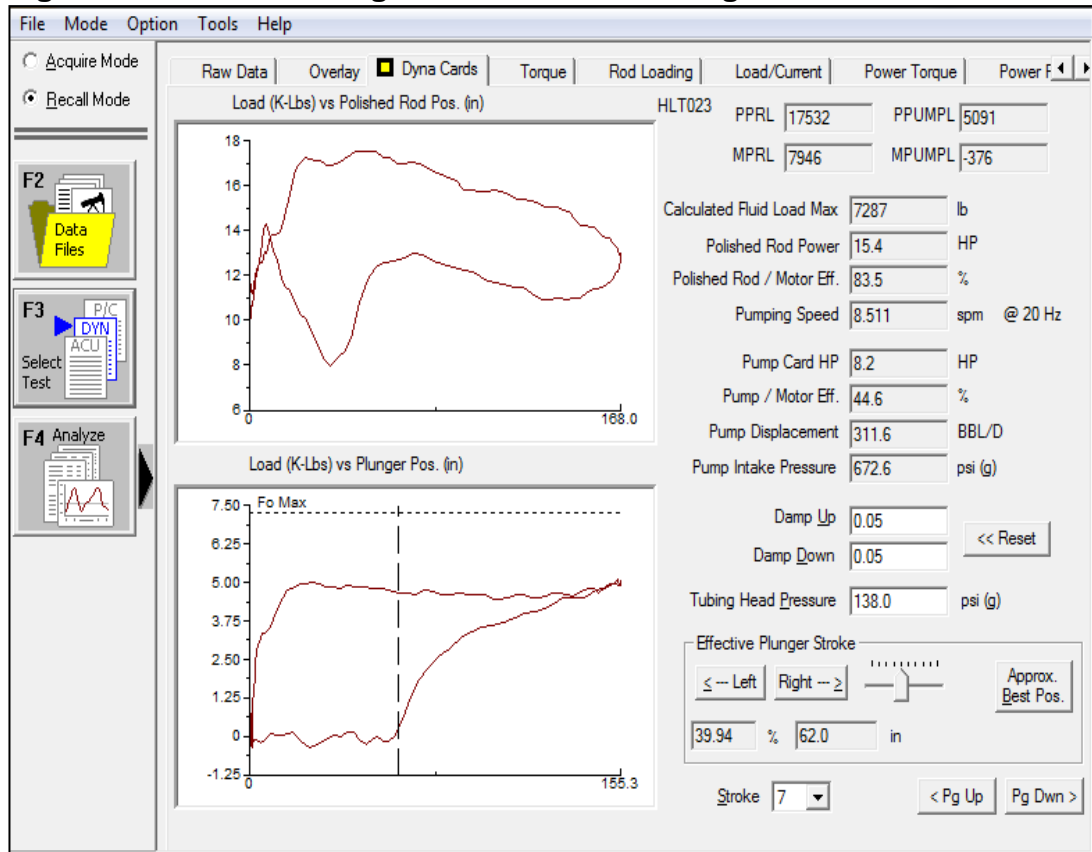 File Mode Option Tools Help
Acquire Mode
Recall Mode
F2
Data
Files
F3
P/C
DYN
ACU
Select
Test
F4 Analyze
Raw Data Overlay Dyna Cards Torque Rod Loading Load/Current Power Torque Power
Load (K-Lbs) vs Polished Rod Pos. (in)
18
16
14
12
10
8
6
0 168.0
Load (K-Lbs) vs Plunger Pos. (in)
7.50 Fo Max
6.25
5.00
3.75
2.50
1.25
0
-1.25
0 155.3
HLT023 PPRL 17532 PPUMPL 5091
MPRL 7946 MPUMPL -376
Calculated Fluid Load Max 7287 lb
Polished Rod Power 15.4 HP
Polished Rod / Motor Eff. 83.5 %
Pumping Speed 8.511 spm @ 20 Hz
Pump Card HP 8.2 HP
Pump / Motor Eff. 44.6 %
Pump Displacement 311.6 BBL/D
Pump Intake Pressure 672.6 psi (g)
Damp Up 0.05
Damp Down 0.05
<< Reset
Tubing Head Pressure 138.0 psi (g)
Effective Plunger Stroke
< --- Left Right --- >
Approx.
Best Pos.
39.94 % 62.0 in
Stroke 7 < Pg Up Pg Dwn >